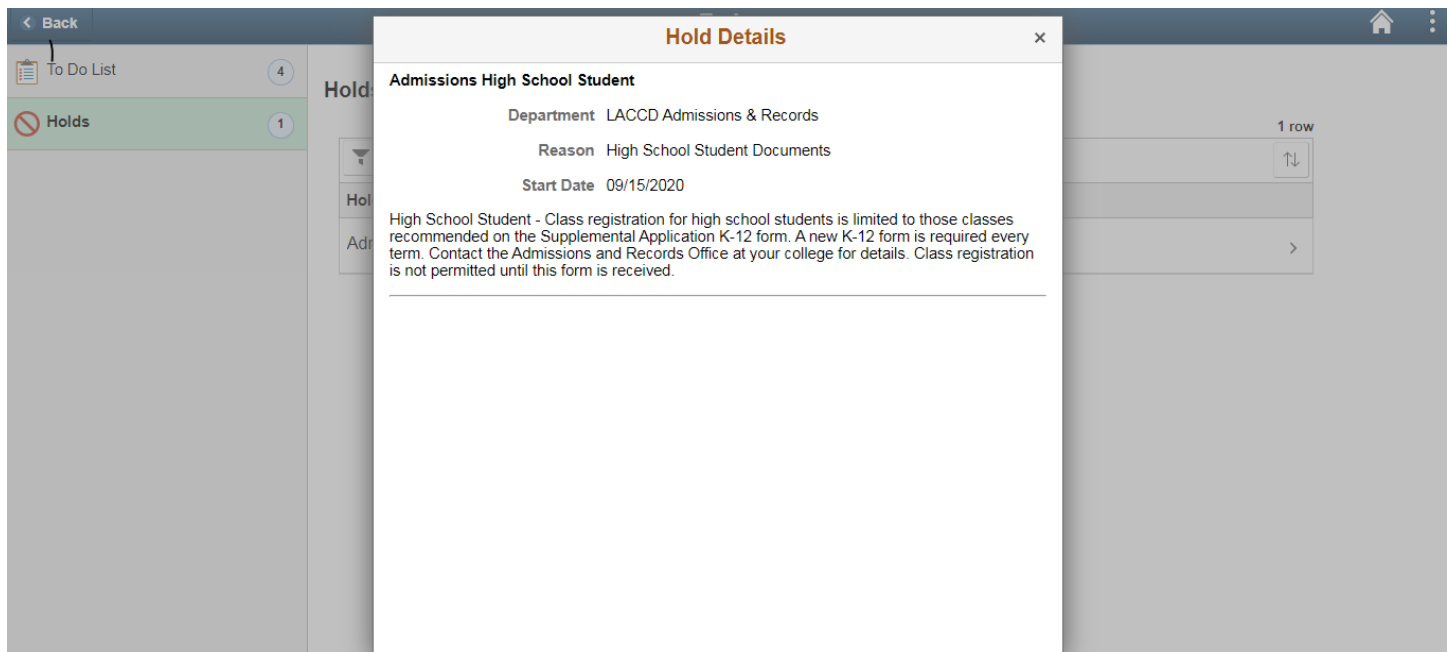 Back
To Do List
4
Holds
1
Hold
1 row
Hol
Adr
Hold Details
×
Admissions High School Student
Department LACCD Admissions & Records
Reason High School Student Documents
Start Date 09/15/2020
High School Student - Class registration for high school students is limited to those classes
recommended on the Supplemental Application K-12 form. A new K-12 form is required every
term. Contact the Admissions and Records Office at your college for details. Class registration
is not permitted until this form is received.